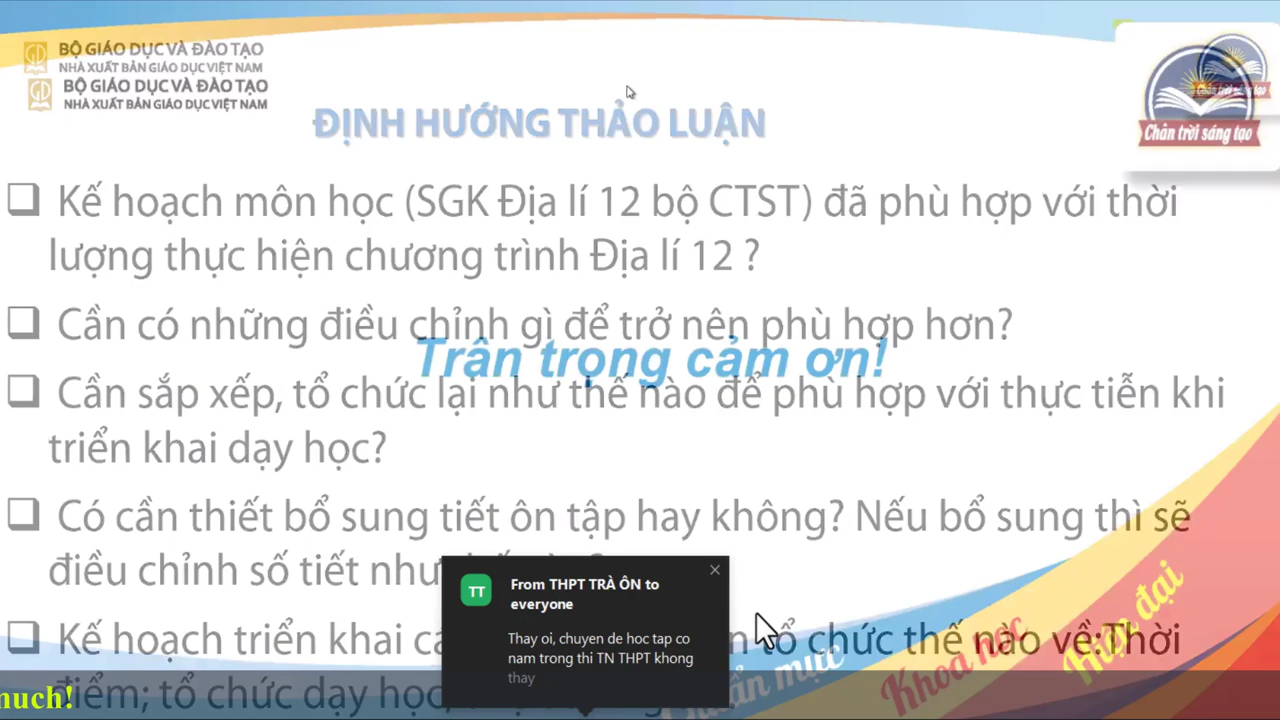 BỘ GIÁO DỤC VÀ ĐÀO TẠO
NHÀ XUẤT BẢN GIÁO DỤC VIỆT NAM
BỘ GIÁO DỤC VÀ ĐÀO TẠO
NHÀ XUẤT BẢN GIÁO DỤC VIỆT NAM
Chân trời sáng tạo
Chân trời sáng tạo
ĐỊNH HƯỚNG THẢO LUẬN
❑ Kế hoạch môn học (SGK Địa lí 12 bộ CTST) đã phù hợp với thời
lượng thực hiện chương trình Địa lí 12 ?
❑ Cần có những điều chỉnh gì để trở nên phù hợp hơn?
Trân trọng cảm ơn!
❑ Cần sắp xếp, tổ chức lại như thế nào để phù hợp với thực tiễn khi
triển khai dạy học?
❑ Có cần thiết bổ sung tiết ôn tập hay không? Nếu bổ sung thì sẽ
điều chỉnh số tiết như
TT
From THPT TRÀ ÔN to
everyone
Thay oi, chuyen de hoc tap co
nam trong thi TN THPT khong
thay
❑ Kế hoạch triển khai tổ chức thế nào về:Thời
điểm; tổ chức dạy học,
Chuẩn mực
Khoa học
Hiện đại
much!